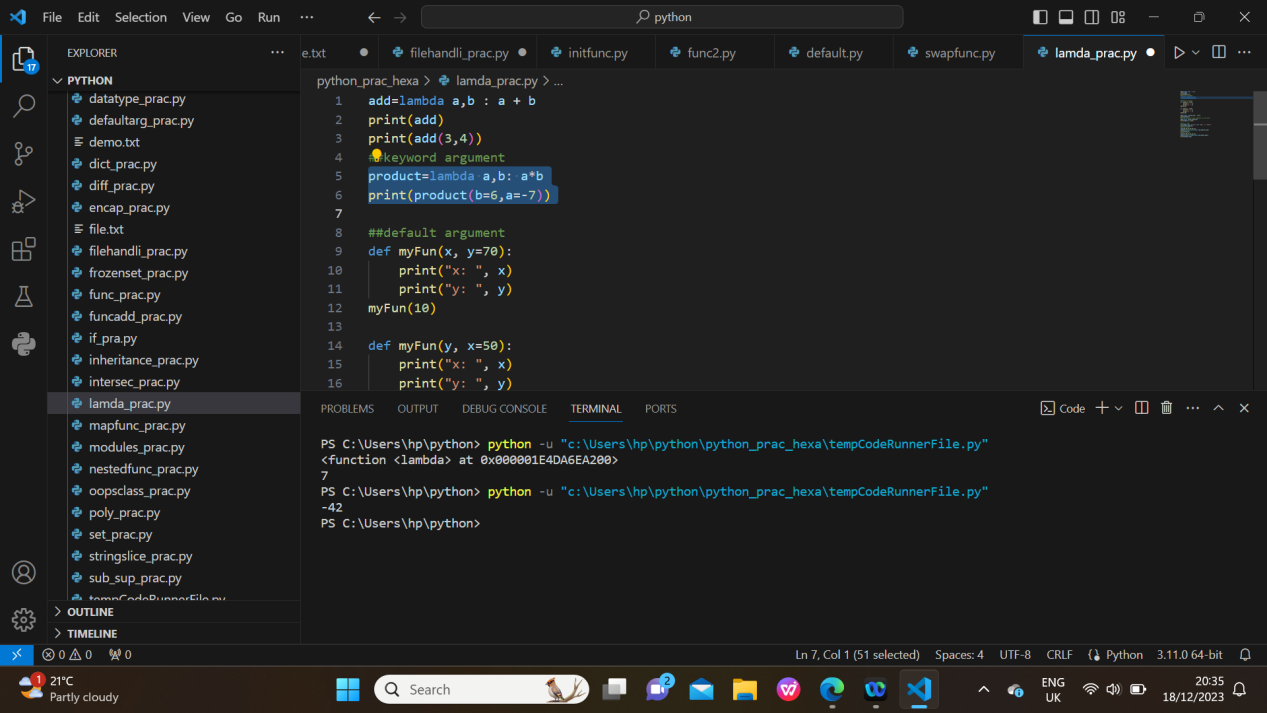 File Edit Selection View Go Run ···
python
EXPLORER ···
PYTHON
datatype_prac.py
defaultarg_prac.py
demo.txt
dict_prac.py
diff_prac.py
encap_prac.py
file.txt
filehandli_prac.py
frozenset_prac.py
func_prac.py
funcadd_prac.py
if_pra.py
inheritance_prac.py
intersec_prac.py
lamda_prac.py
mapfunc_prac.py
modules_prac.py
nestedfunc_prac.py
oopsclass_prac.py
poly_prac.py
set_prac.py
stringslice_prac.py
sub_sup_prac.py
tempCodeRunnerFile.py
OUTLINE
TIMELINE
17
e.txt filehandli_prac.py initfunc.py func2.py default.py swapfunc.py lamda_prac.py ···
python_prac_hexa > lamda_prac.py > ...
1 add=lambda a,b : a + b
2 print(add)
3 print(add(3,4))
4 ##keyword argument
5 product=lambda a,b: a*b
6 print(product(b=6,a=-7))
7
8 ##default argument
9 def myFun(x, y=70):
10 print("x: ", x)
11 print("y: ", y)
12 myFun(10)
13
14 def myFun(y, x=50):
15 print("x: ", x)
16 print("y: ", y)
PROBLEMS OUTPUT DEBUG CONSOLE TERMINAL PORTS
Code ···
PS C:\Users\hp\python> python -u "c:\Users\hp\python\python_prac_hexa\tempCodeRunnerFile.py"
<function <lambda> at 0x000001E4DA6EA200>
7
PS C:\Users\hp\python> python -u "c:\Users\hp\python\python_prac_hexa\tempCodeRunnerFile.py"
-42
PS C:\Users\hp\python>
0 0 0
Ln 7, Col 1 (51 selected) Spaces: 4 UTF-8 CRLF Python 3.11.0 64-bit
1
21°C
Partly cloudy
Search
2
ENG
UK
20:35
18/12/2023